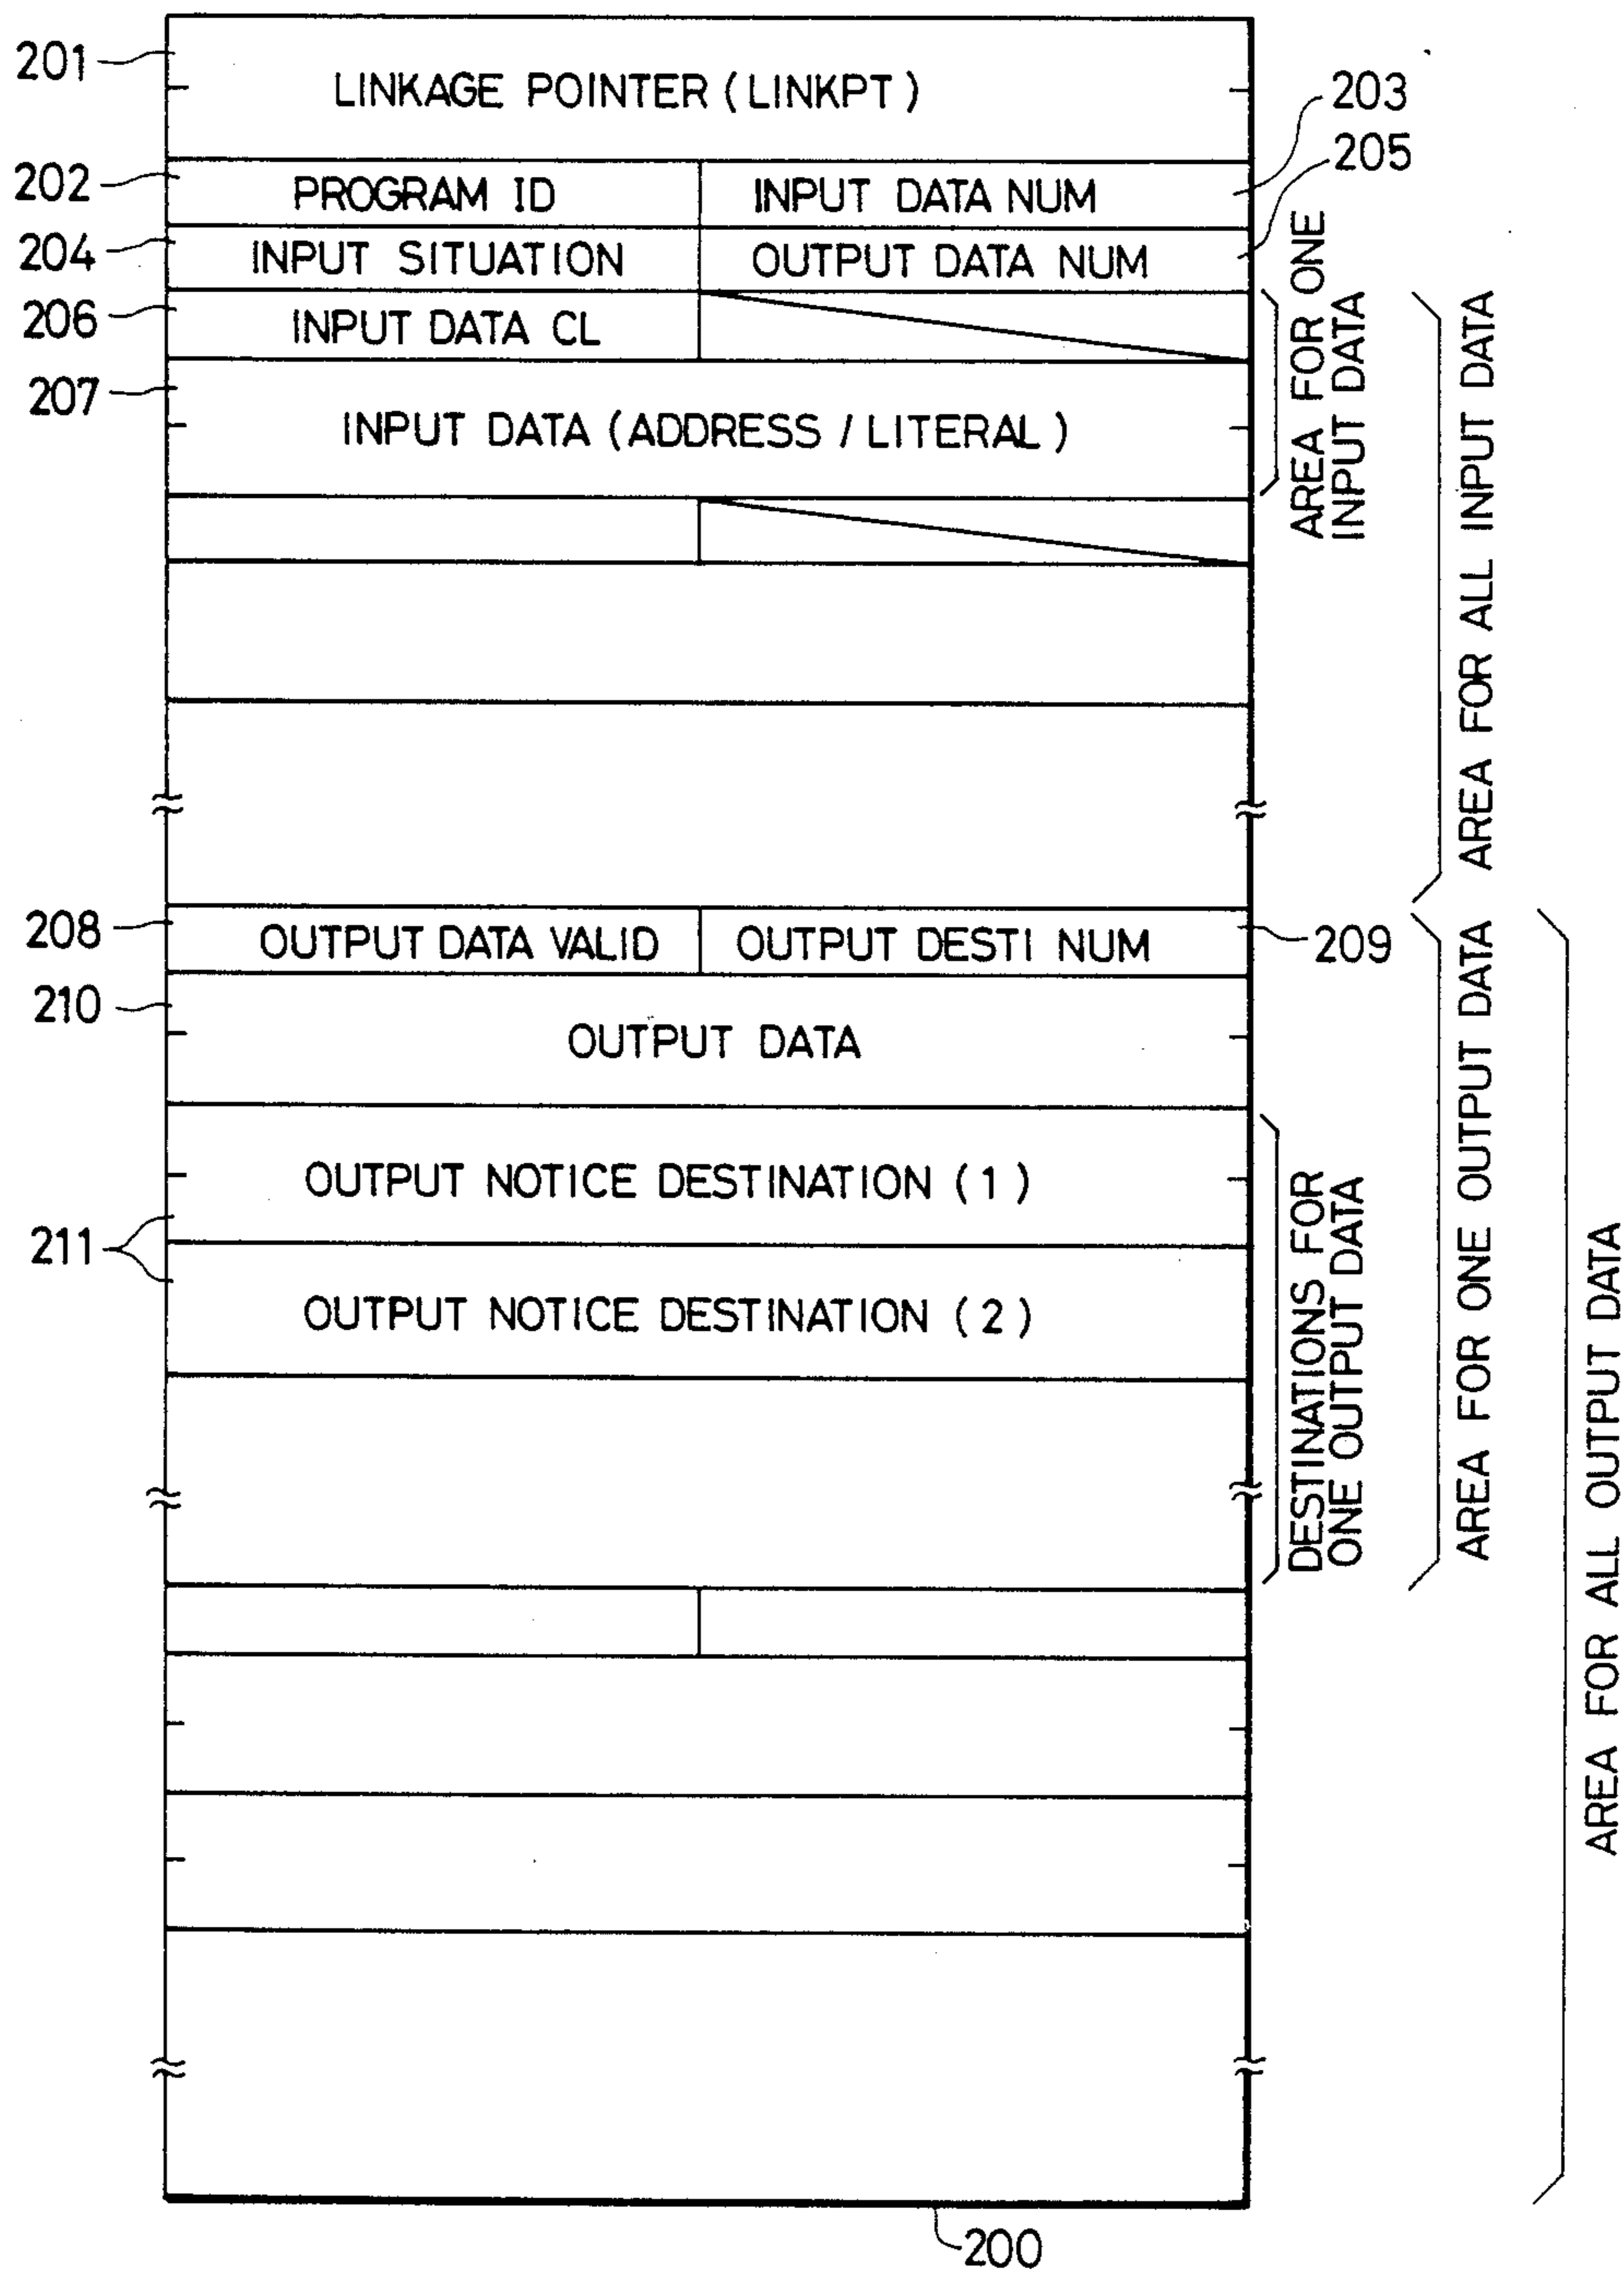 201
LINKAGE POINTER (LINKPT)
203
205
202
PROGRAM ID
INPUT DATA NUM
204
INPUT SITUATION
OUTPUT DATA NUM
206
INPUT DATA CL
207
INPUT DATA (ADDRESS / LITERAL)
AREA FOR ONE
INPUT DATA
AREA FOR ALL INPUT DATA
208
OUTPUT DATA VALID
OUTPUT DESTI NUM
209
210
OUTPUT DATA
211
OUTPUT NOTICE DESTINATION (1)
OUTPUT NOTICE DESTINATION (2)
DESTINATIONS FOR
ONE OUTPUT DATA
AREA FOR ONE OUTPUT DATA
AREA FOR ALL OUTPUT DATA
200